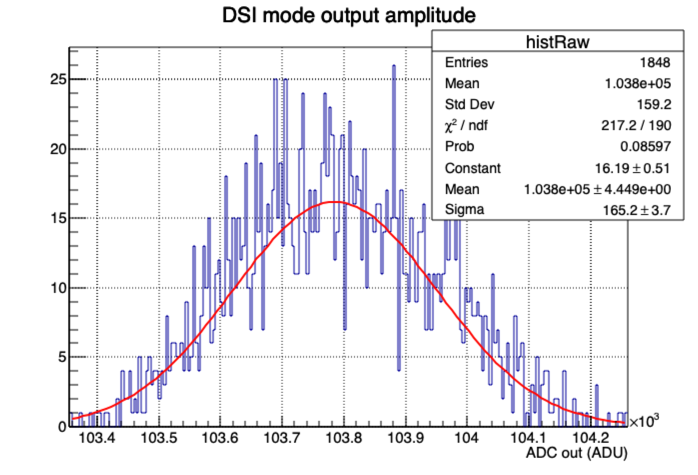 DSI mode output amplitude
histRaw
Entries 1848
Mean 1.038e+05
Std Dev 159.2
χ² / ndf 217.2 / 190
Prob 0.08597
Constant 16.19 ± 0.51
Mean 1.038e+05 ± 4.449e+00
Sigma 165.2 ± 3.7
25
20
15
10
5
0
103.4 103.5 103.6 103.7 103.8 103.9 104 104.1 104.2
×10³
ADC out (ADU)